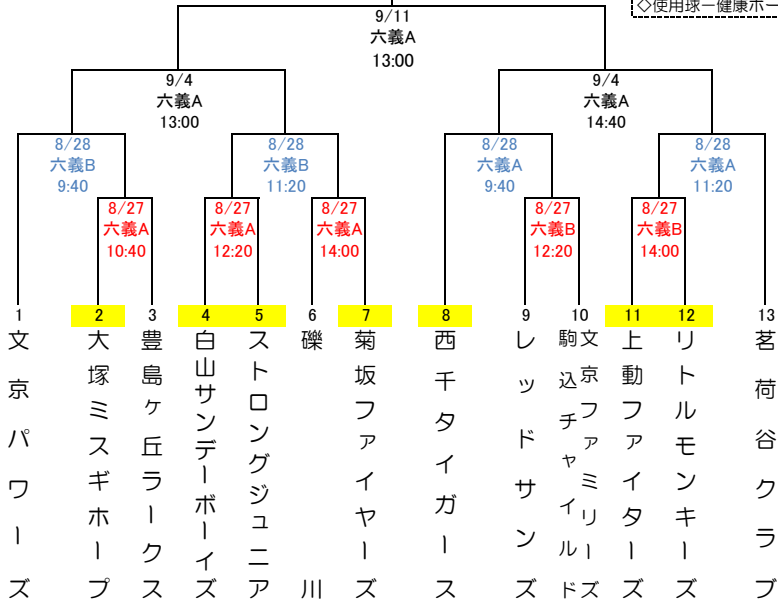 ◇使用球ー健康ボー
9/11
六義A
13:00
9/4
六義A
13:00
9/4
六義A
14:40
8/28
六義B
9:40
8/28
六義B
11:20
8/28
六義A
9:40
8/28
六義A
11:20
8/27
六義A
10:40
8/27
六義A
12:20
8/27
六義A
14:00
8/27
六義B
12:20
8/27
六義B
14:00
1
2
3
4
5
6
7
8
9
10
11
12
13
文京パワーズ
大塚ミスギホープ
豊島ヶ丘ラークス
白山サンデーボーイズ
ストロングジュニア
礫川
菊坂ファイヤーズ
西千タイガース
レッドサンズ
文京ファミリーズ
駒込チャイルド
上動ファイターズ
リトルモンキーズ
茗荷谷クラブ